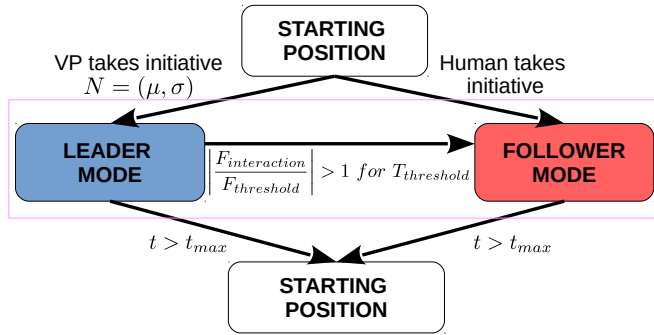 STARTING
POSITION
VP takes initiative
N = (μ, σ)
Human takes
initiative
LEADER
MODE
|F_interaction / F_threshold| > 1 for T_threshold
FOLLOWER
MODE
t > t_max
t > t_max
STARTING
POSITION